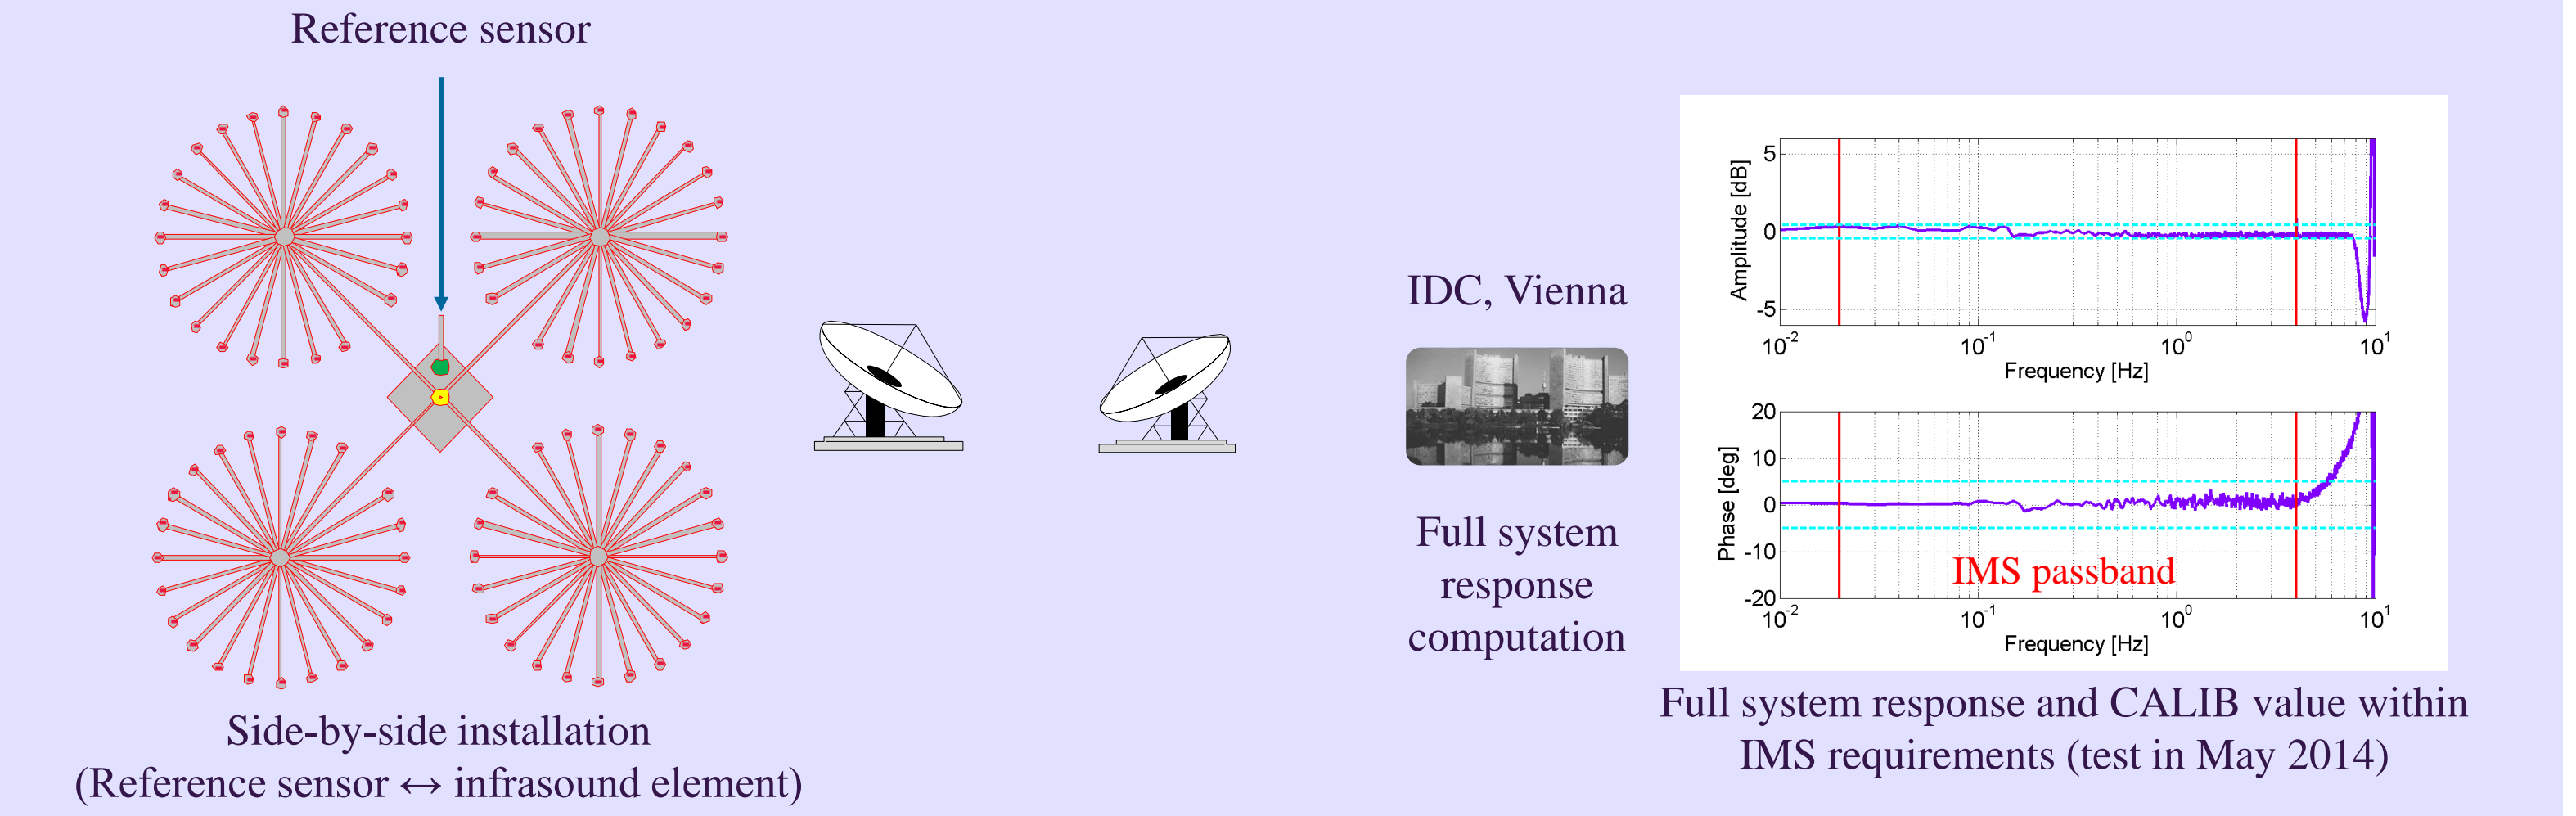 Reference sensor
Side-by-side installation
(Reference sensor ↔ infrasound element)
IDC, Vienna
Full system
response
computation
Amplitude [dB]
5
0
-5
10⁻²
10⁻¹
10⁰
10¹
Frequency [Hz]
Phase [deg]
20
10
0
-10
-20
IMS passband
10⁻²
10⁻¹
10⁰
10¹
Frequency [Hz]
Full system response and CALIB value within
IMS requirements (test in May 2014)